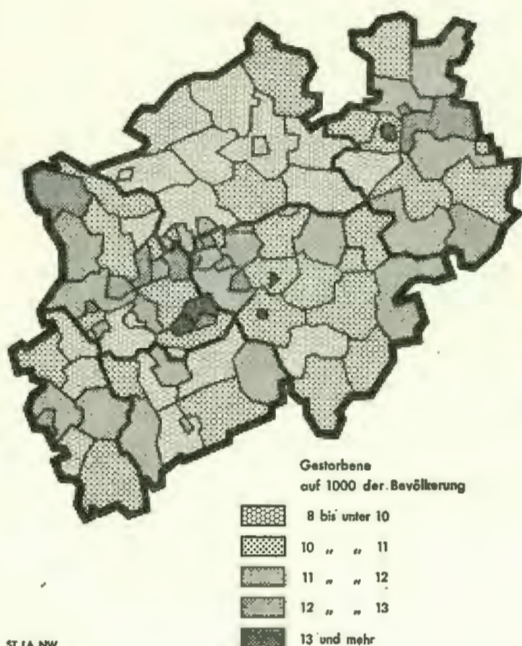 Gestorbene
auf 1000 der Bevölkerung
8 bis unter 10
10 „ „ 11
11 „ „ 12
12 „ „ 13
13 und mehr
ST LA NW